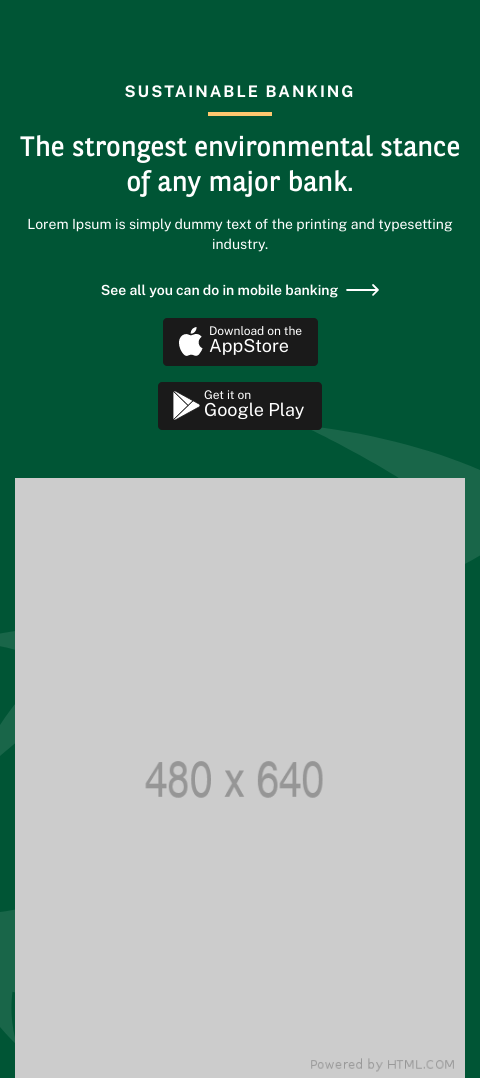 SUSTAINABLE BANKING
The strongest environmental stance
of any major bank.
Lorem Ipsum is simply dummy text of the printing and typesetting
industry.
See all you can do in mobile banking
Download on the
AppStore
Get it on
Google Play
480 x 640
Powered by HTML.COM